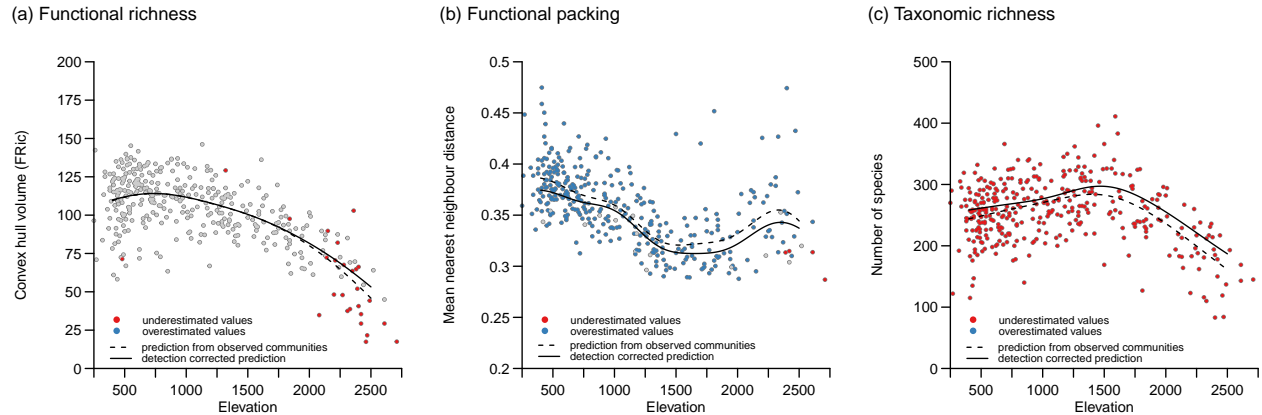 (a) Functional richness
(b) Functional packing
(c) Taxonomic richness
Convex hull volume (FRic)
200
175
150
125
100
75
50
25
0
underestimated values
overestimated values
prediction from observed communities
detection corrected prediction
500
1000
1500
2000
2500
Elevation
Mean nearest neighbour distance
0.5
0.45
0.4
0.35
0.3
0.25
0.2
underestimated values
overestimated values
prediction from observed communities
detection corrected prediction
500
1000
1500
2000
2500
Elevation
Number of species
500
400
300
200
100
0
underestimated values
overestimated values
prediction from observed communities
detection corrected prediction
500
1000
1500
2000
2500
Elevation